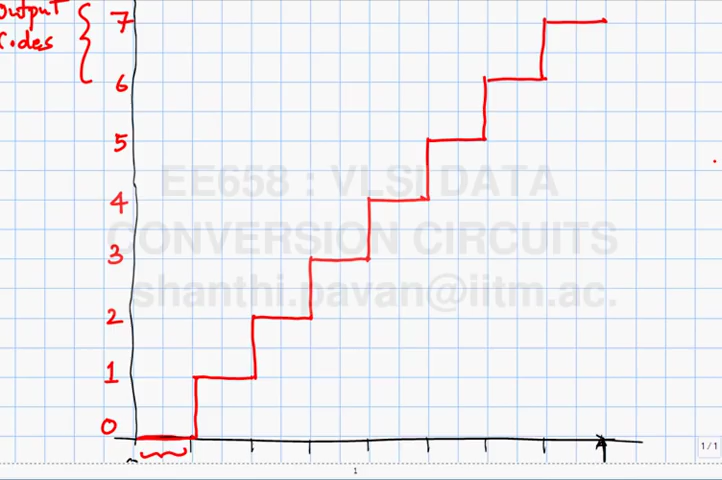 output
codes
7
6
5
4
3
2
1
0
EE658 : VLSI DATA
CONVERSION CIRCUITS
shanthi.pavan@iitm.ac.
1/1
1